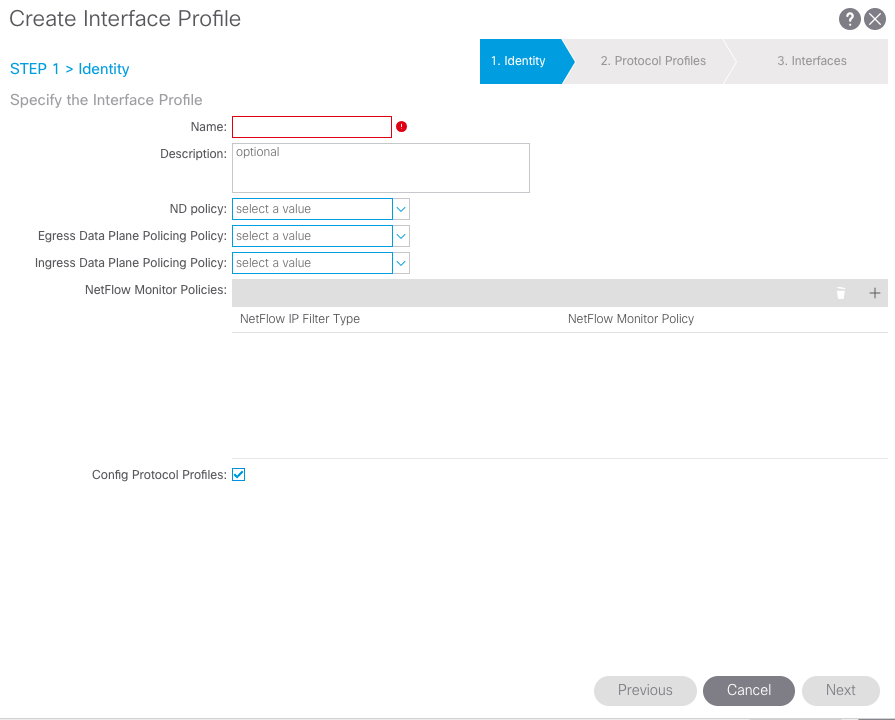 Create Interface Profile
STEP 1 > Identity
1. Identity
2. Protocol Profiles
3. Interfaces
Specify the Interface Profile
Name:
Description:
optional
ND policy:
select a value
Egress Data Plane Policing Policy:
select a value
Ingress Data Plane Policing Policy:
select a value
NetFlow Monitor Policies:
NetFlow IP Filter Type
NetFlow Monitor Policy
Config Protocol Profiles:
Previous
Cancel
Next